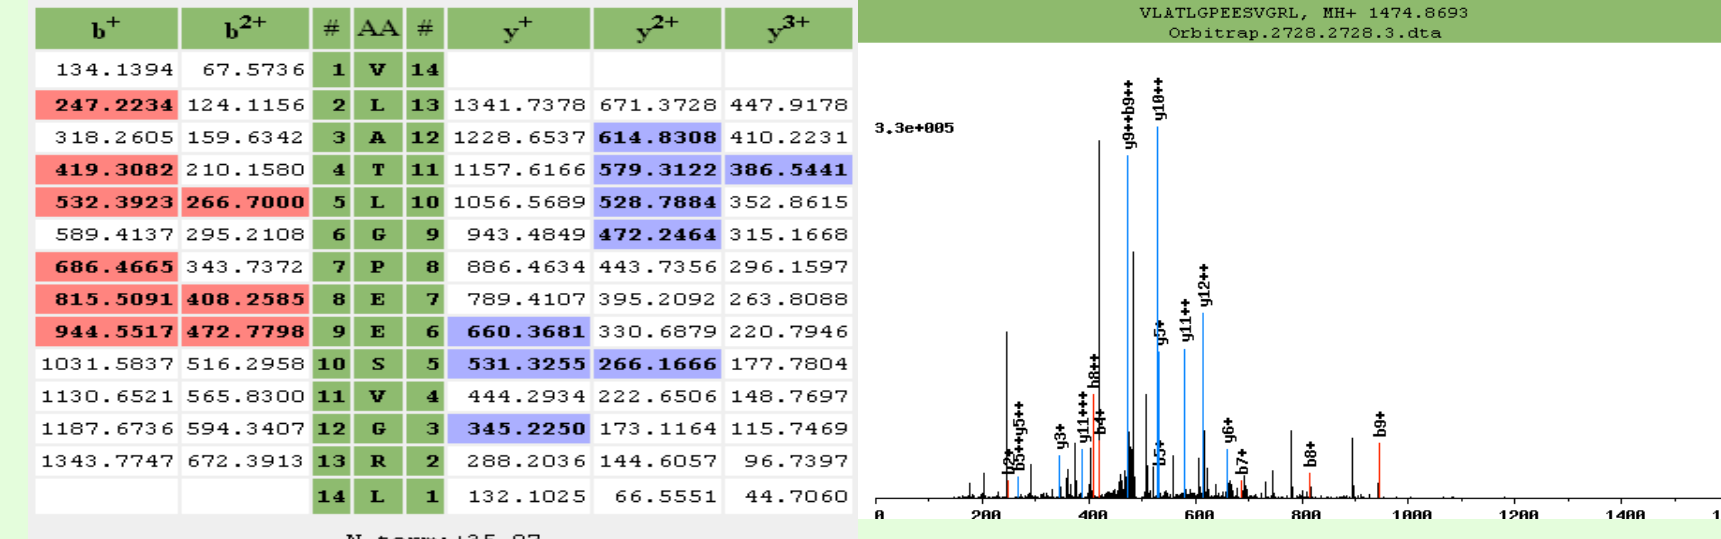 b+ b2+ # AA # y+ y2+ y3+
134.1394 67.5736 1 V 14
247.2234 124.1156 2 L 13 1341.7378 671.3728 447.9178
318.2605 159.6342 3 A 12 1228.6537 614.8308 410.2231
419.3082 210.1580 4 T 11 1157.6166 579.3122 386.5441
532.3923 266.7000 5 L 10 1056.5689 528.7884 352.8615
589.4137 295.2108 6 G 9 943.4849 472.2464 315.1668
686.4665 343.7372 7 P 8 886.4634 443.7356 296.1597
815.5091 408.2585 8 E 7 789.4107 395.2092 263.8088
944.5517 472.7798 9 E 6 660.3681 330.6879 220.7946
1031.5837 516.2958 10 S 5 531.3255 266.1666 177.7804
1130.6521 565.8300 11 V 4 444.2934 222.6506 148.7697
1187.6736 594.3407 12 G 3 345.2250 173.1164 115.7469
1343.7747 672.3913 13 R 2 288.2036 144.6057 96.7397
14 L 1 132.1025 66.5551 44.7060
VLATLGPEESVGRL, MH+ 1474.8693
Orbitrap.2728.2728.3.dta
3.3e+005
b2+
b5++y5++
y3+
y11+++
b8++
b4+
y9++b9++
y10++
y5+
b5+
y11++
y12++
y6+
b7+
b8+
b9+
0 200 400 600 800 1000 1200 1400